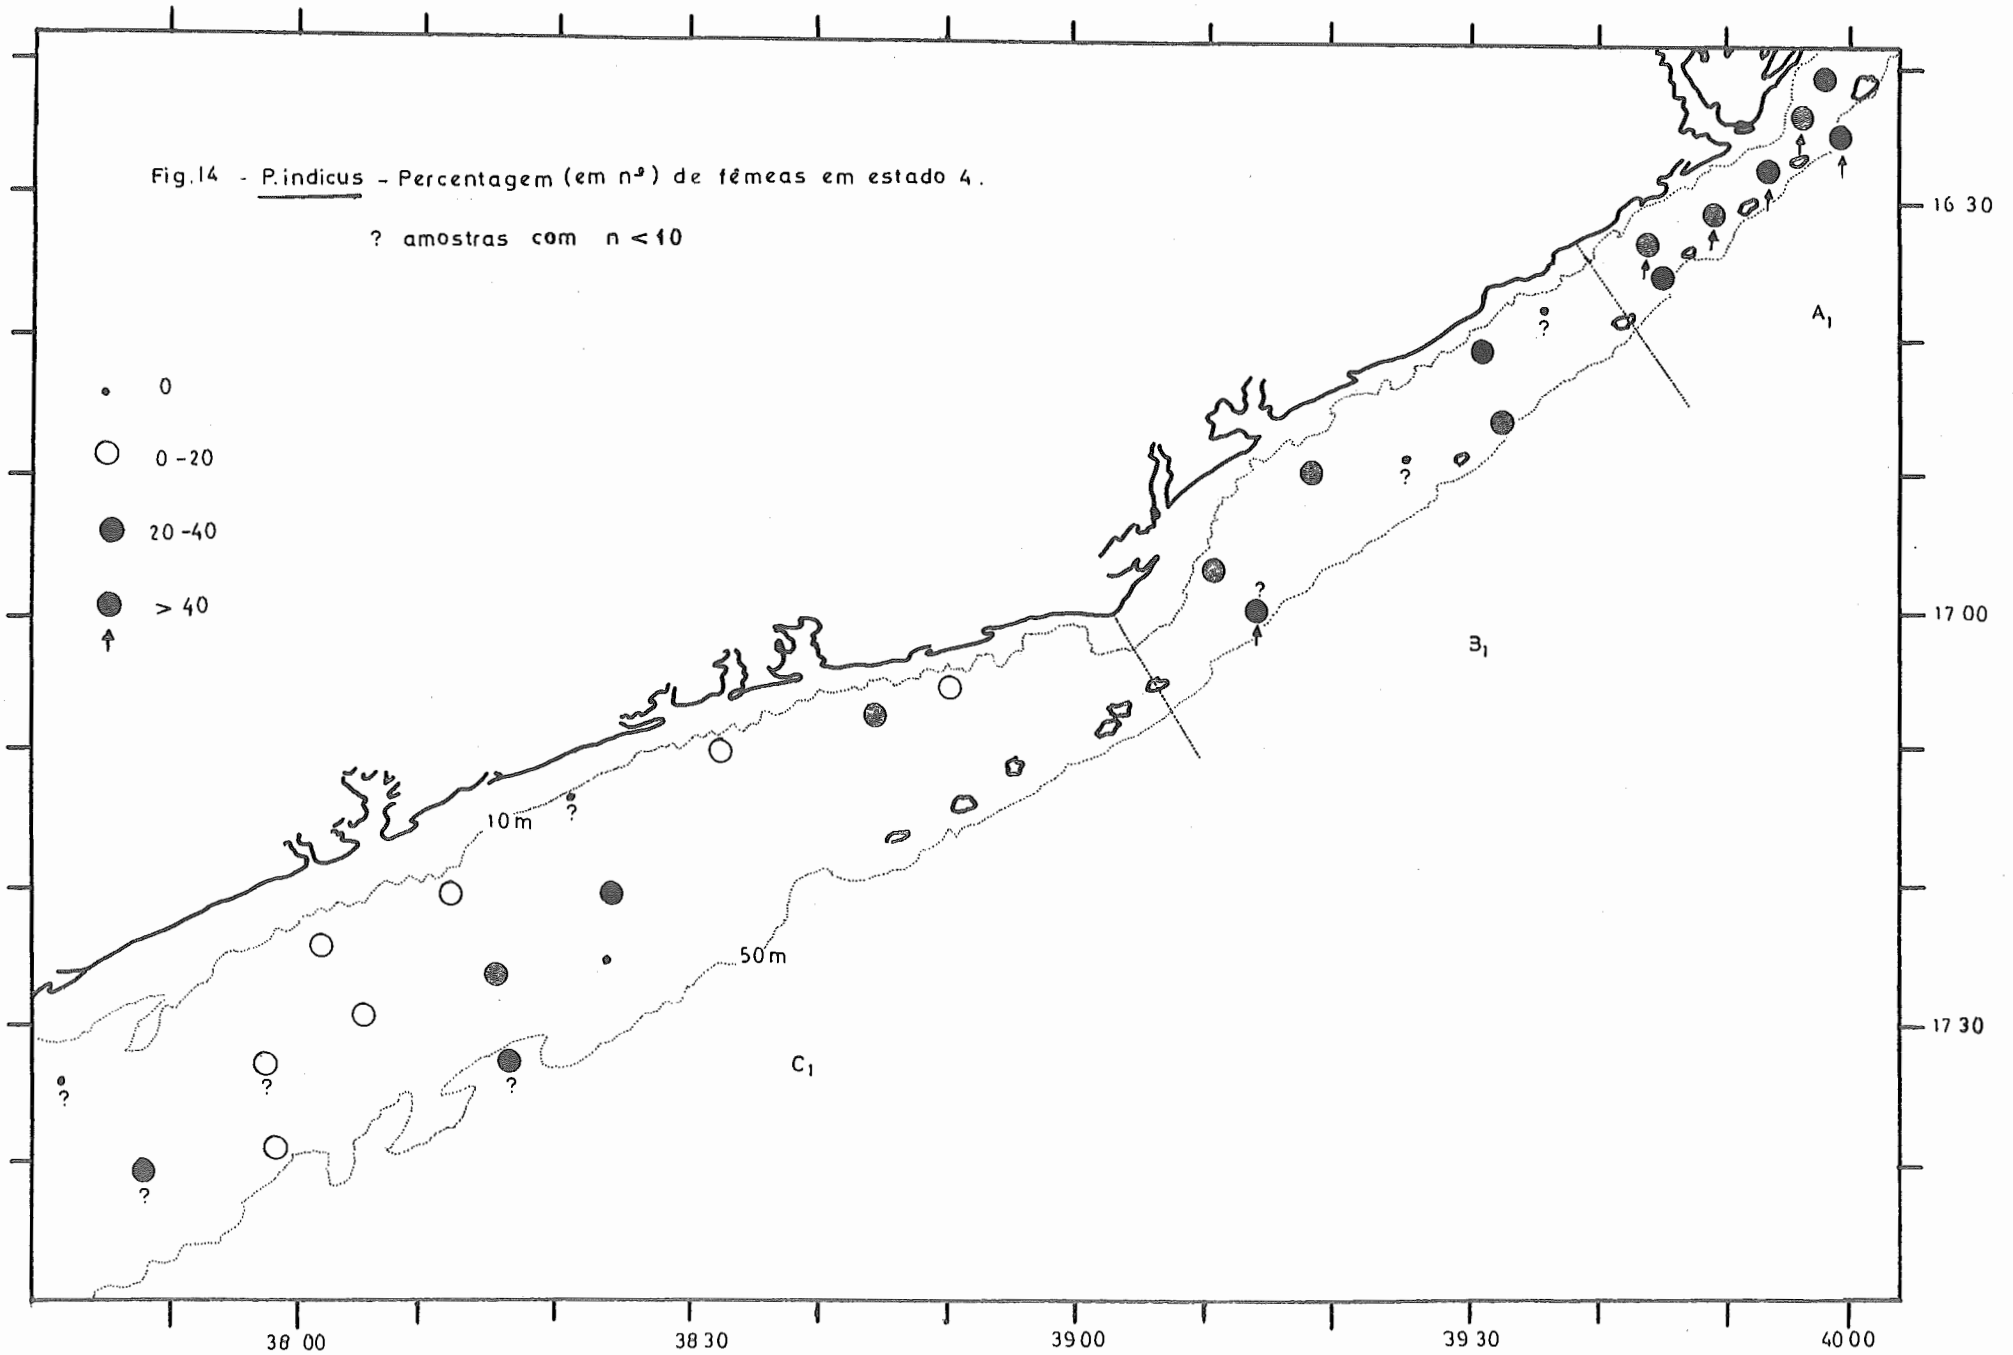 Fig.14 - P.indicus - Percentagem (em nº) de fêmeas em estado 4.
? amostras com n < 10
0
0-20
20-40
> 40
A1
B1
C1
10m
50m
?
?
?
?
?
?
?
?
16 30
17 00
17 30
38 00
38 30
39 00
39 30
40 00